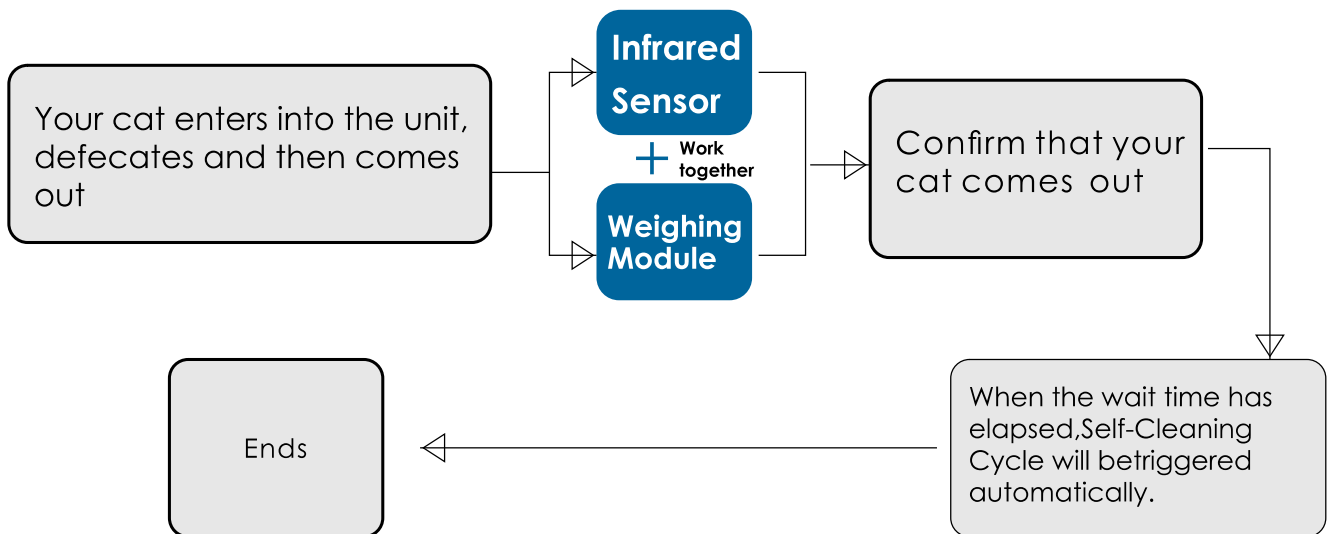 Your cat enters into the unit,
defecates and then comes
out
Infrared
Sensor
Work
together
Weighing
Module
Confirm that your
cat comes out
When the wait time has
elapsed,Self-Cleaning
Cycle will betriggered
automatically.
Ends